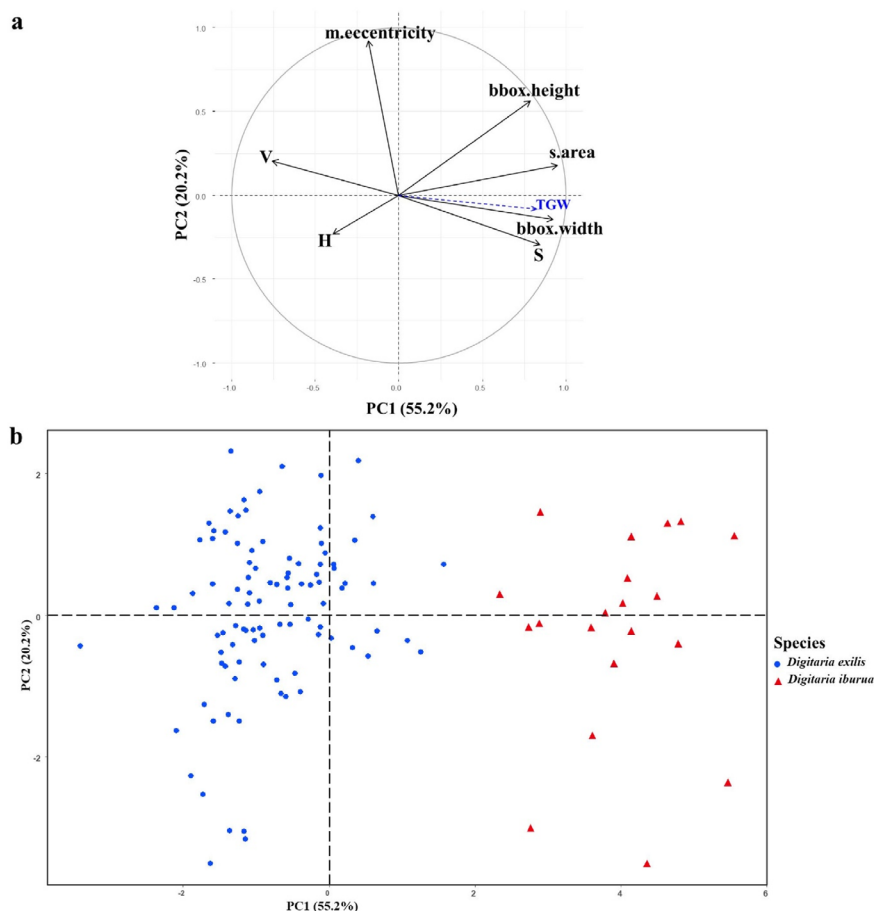 a
1.0
m.eccentricity
bbox.height
0.5
s.area
V
0.0
TGW
bbox.width
H
S
-0.5
-1.0
PC2 (20.2%)
-1.0
-0.5
0.0
0.5
1.0
PC1 (55.2%)
b
2
0
-2
PC2 (20.2%)
Species
Digitaria exilis
Digitaria iburua
-2
0
2
4
6
PC1 (55.2%)